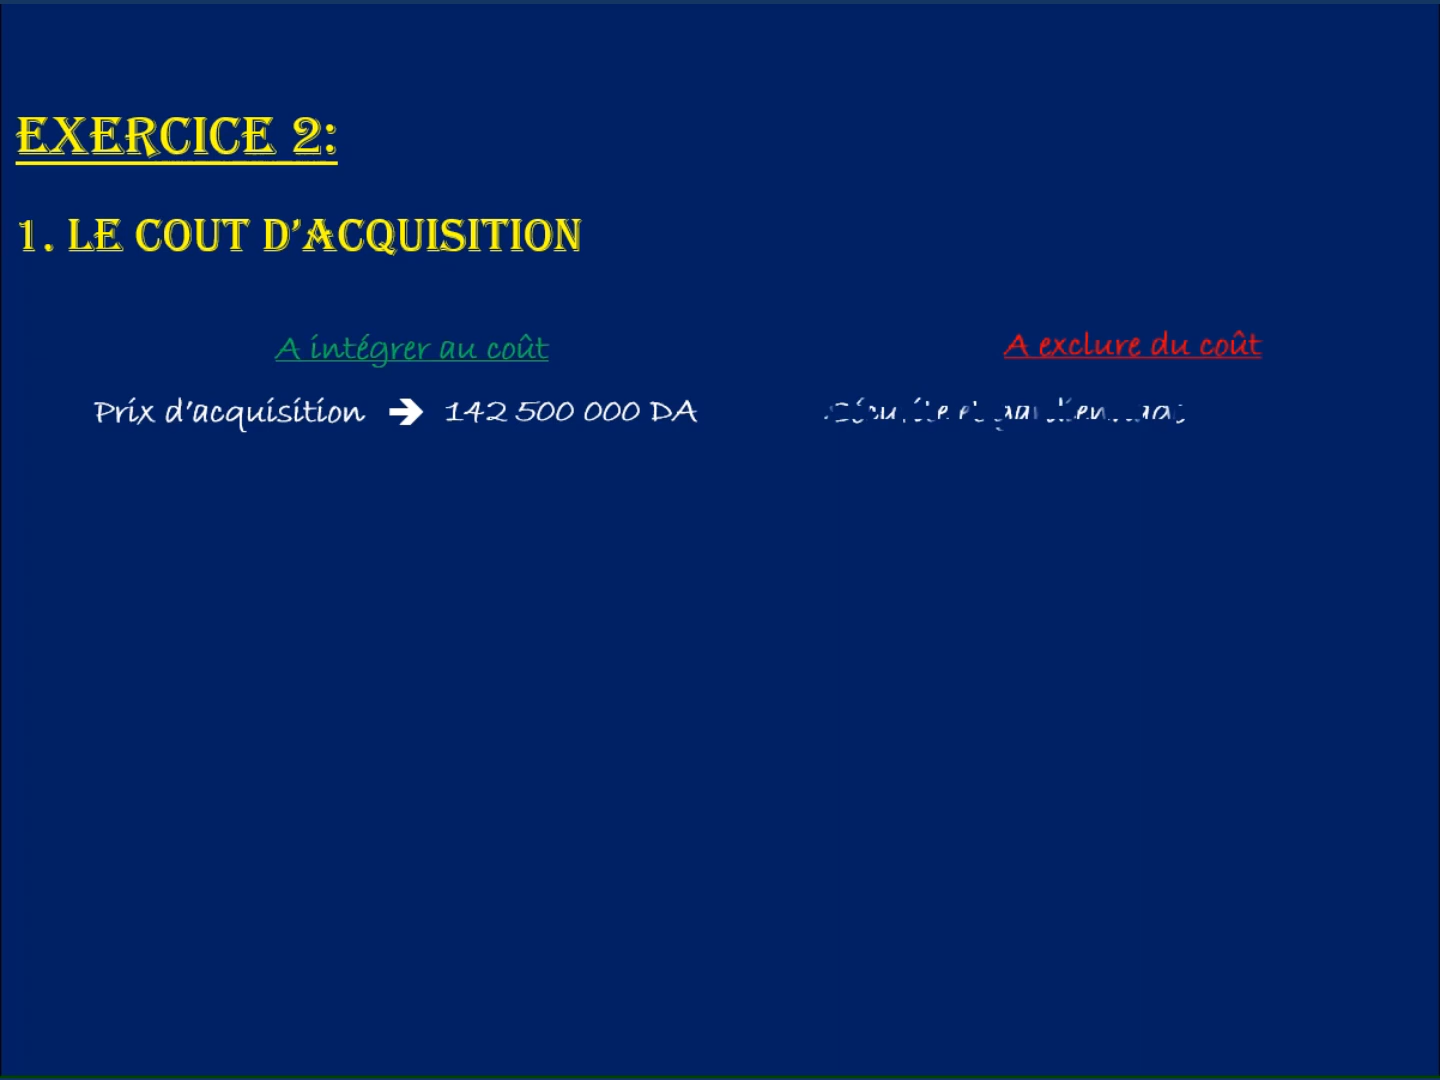 EXERCICE 2:
1. LE COUT D'ACQUISITION
A intégrer au coût
A exclure du coût
Prix d'acquisition → 142 500 000 DA